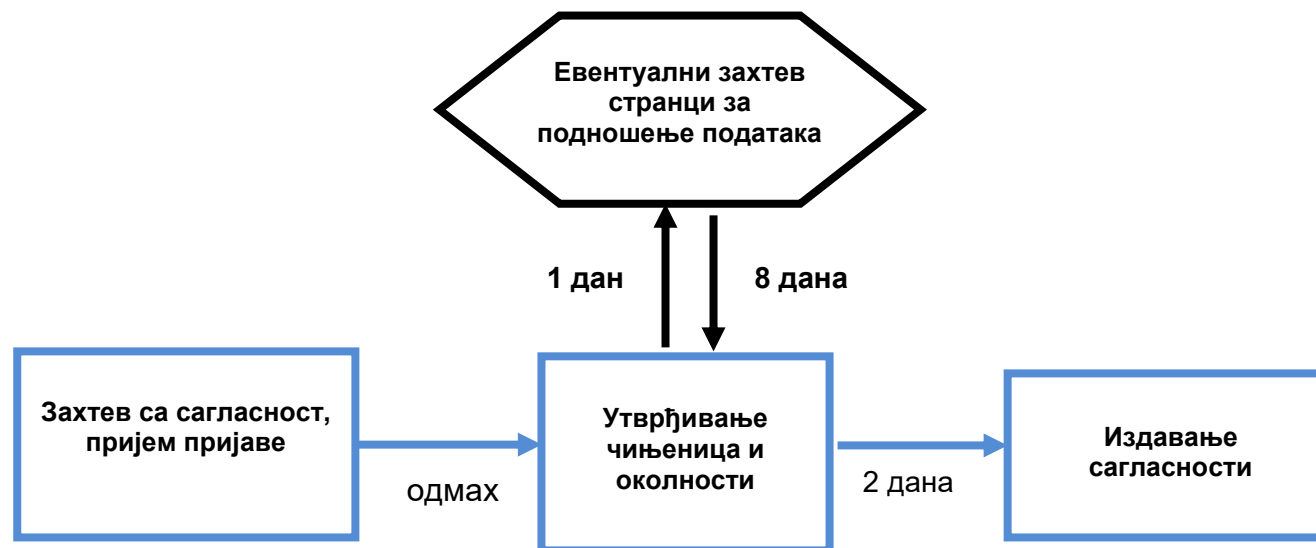 Евентуални захтев
странци за
подношење података
1 дан
8 дана
Захтев са сагласност,
пријем пријаве
одмах
Утврђивање
чињеница и
околности
2 дана
Издавање
сагласности